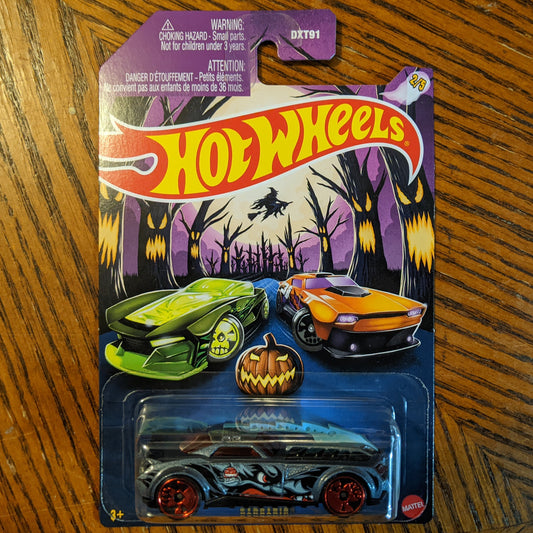 WARNING:
CHOKING HAZARD - Small parts.
Not for children under 3 years.
ATTENTION:
DANGER D'ÉTOUFFEMENT - Petits éléments.
Ne convient pas aux enfants de moins de 36 mois.
DXT91
2/5
HOT WHEELS®
MATTEL
3+